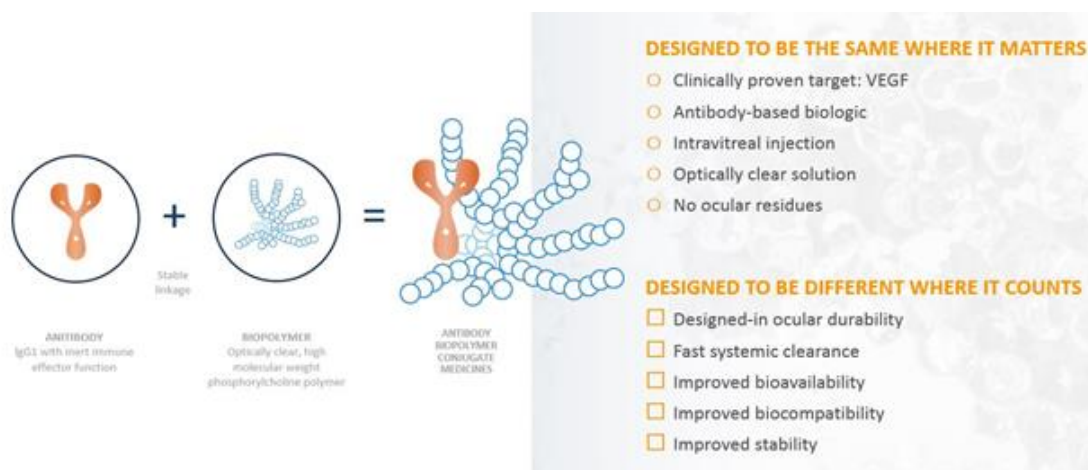 +
=
Stable
linkage
ANITIBODY
IgG1 with inert immune
effector function
BIOPOLYMER
Optically clear, high
molecular weight
phosphorylcholine polymer
ANTIBODY
BIOPOLYMER
CONJUGATE
MEDICINES
DESIGNED TO BE THE SAME WHERE IT MATTERS
Clinically proven target: VEGF
Antibody-based biologic
Intravitreal injection
Optically clear solution
No ocular residues
DESIGNED TO BE DIFFERENT WHERE IT COUNTS
Designed-in ocular durability
Fast systemic clearance
Improved bioavailability
Improved biocompatibility
Improved stability